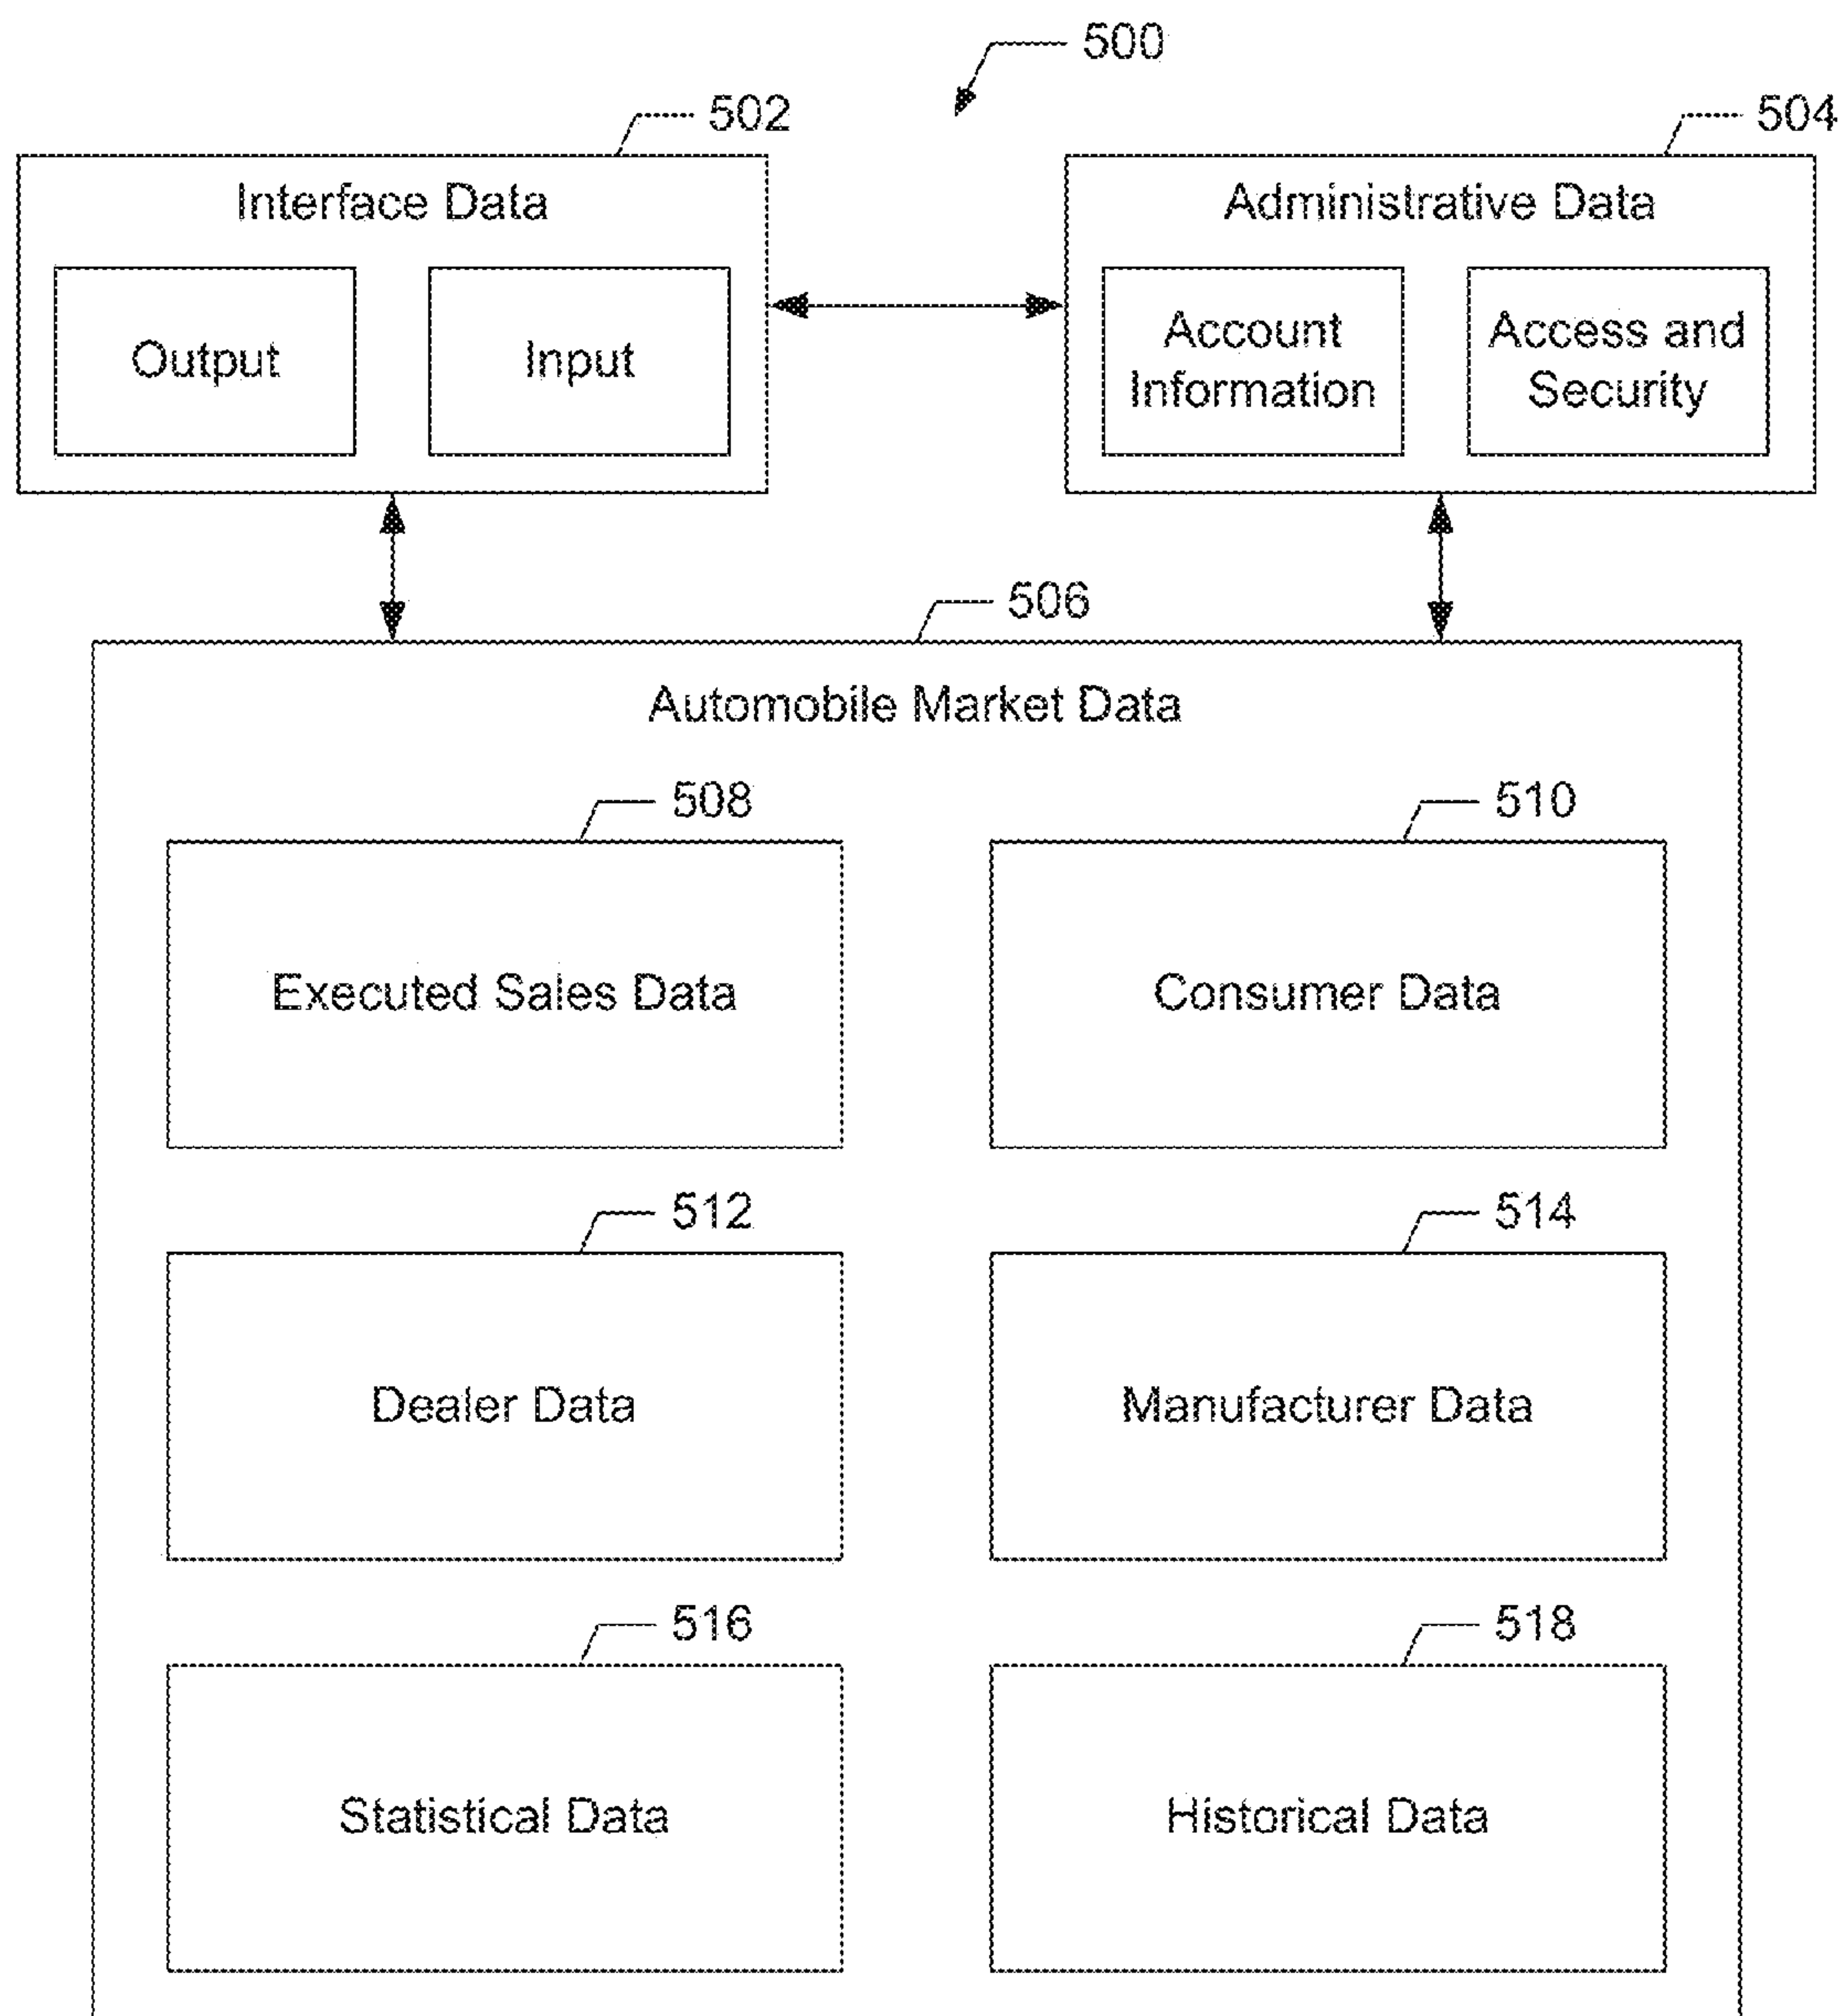 500
502
504
Interface Data
Administrative Data
Output
Input
Account
Information
Access and
Security
506
Automobile Market Data
508
510
Executed Sales Data
Consumer Data
512
514
Dealer Data
Manufacturer Data
516
518
Statistical Data
Historical Data